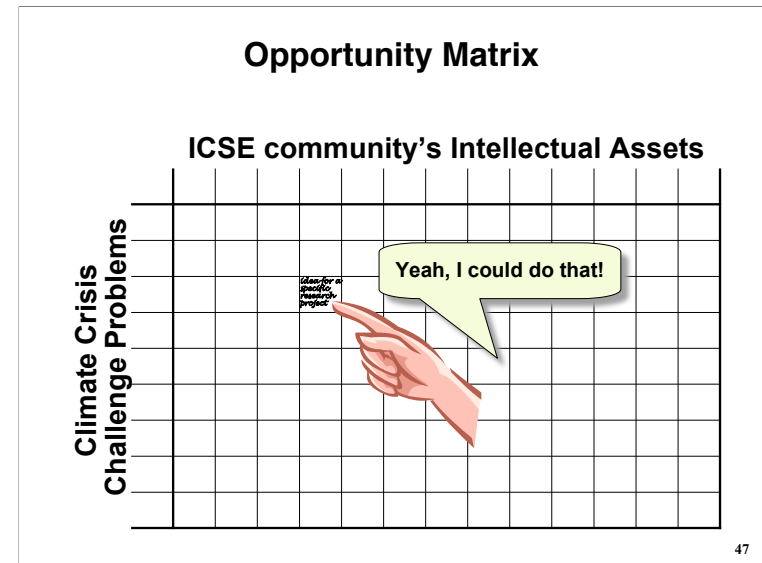 Opportunity Matrix
ICSE community's Intellectual Assets
Climate Crisis
Challenge Problems
idea for a
specific
research
project
Yeah, I could do that!
47